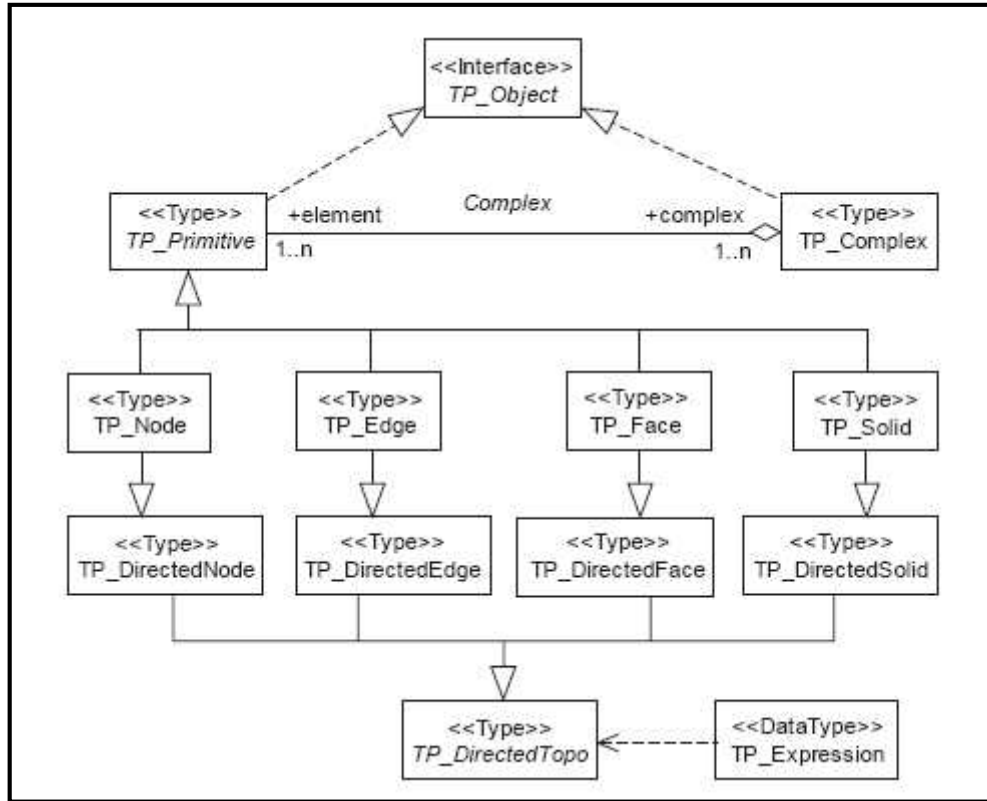 <<Interface>>
TP_Object
<<Type>>
TP_Primitive
+element
1..n
Complex
+complex
1..n
<<Type>>
TP_Complex
<<Type>>
TP_Node
<<Type>>
TP_Edge
<<Type>>
TP_Face
<<Type>>
TP_Solid
<<Type>>
TP_DirectedNode
<<Type>>
TP_DirectedEdge
<<Type>>
TP_DirectedFace
<<Type>>
TP_DirectedSolid
<<Type>>
TP_DirectedTopo
<<DataType>>
TP_Expression